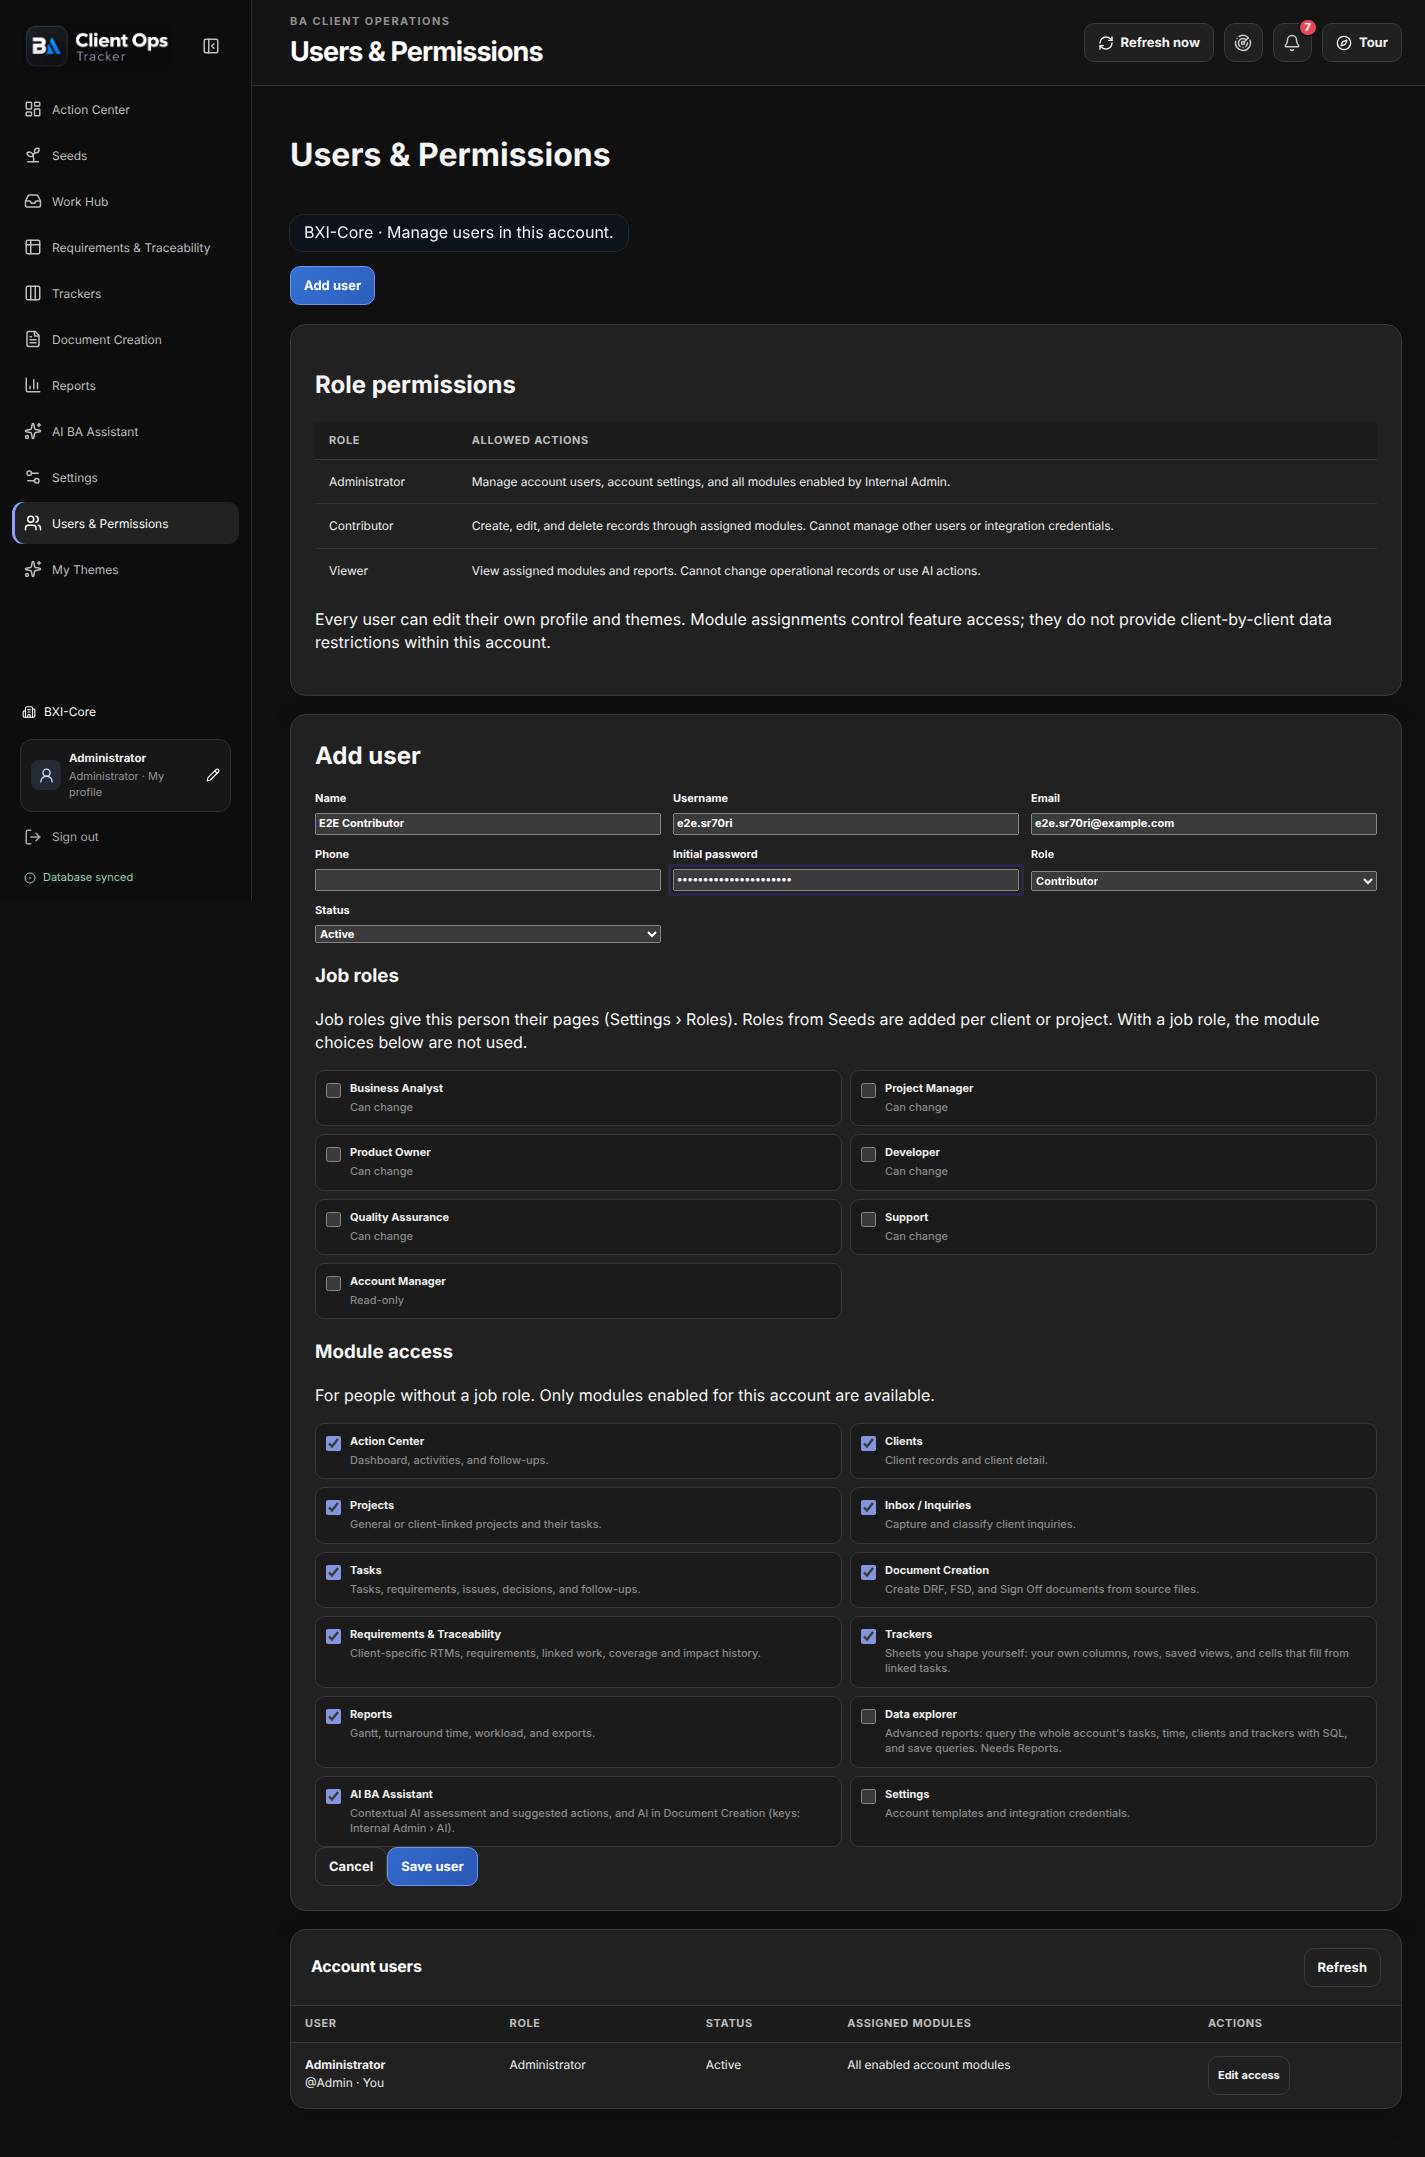 BA Client Ops
Tracker
Action Center
Seeds
Work Hub
Requirements & Traceability
Trackers
Document Creation
Reports
AI BA Assistant
Settings
Users & Permissions
My Themes
BXI-Core
Administrator
Administrator · My
profile
Sign out
Database synced
BA CLIENT OPERATIONS
Users & Permissions
Refresh now
7
Tour
Users & Permissions
BXI-Core · Manage users in this account.
Add user
Role permissions
ROLE ALLOWED ACTIONS
Administrator Manage account users, account settings, and all modules enabled by Internal Admin.
Contributor Create, edit, and delete records through assigned modules. Cannot manage other users or integration credentials.
Viewer View assigned modules and reports. Cannot change operational records or use AI actions.
Every user can edit their own profile and themes. Module assignments control feature access; they do not provide client-by-client data
restrictions within this account.
Add user
Name Username Email
E2E Contributor e2e.sr70ri e2e.sr70ri@example.com
Phone Initial password Role
•••••••••••••••••••••• Contributor
Status
Active
Job roles
Job roles give this person their pages (Settings › Roles). Roles from Seeds are added per client or project. With a job role, the module
choices below are not used.
Business Analyst
Can change
Project Manager
Can change
Product Owner
Can change
Developer
Can change
Quality Assurance
Can change
Support
Can change
Account Manager
Read-only
Module access
For people without a job role. Only modules enabled for this account are available.
Action Center
Dashboard, activities, and follow-ups.
Clients
Client records and client detail.
Projects
General or client-linked projects and their tasks.
Inbox / Inquiries
Capture and classify client inquiries.
Tasks
Tasks, requirements, issues, decisions, and follow-ups.
Document Creation
Create DRF, FSD, and Sign Off documents from source files.
Requirements & Traceability
Client-specific RTMs, requirements, linked work, coverage and impact history.
Trackers
Sheets you shape yourself: your own columns, rows, saved views, and cells that fill from
linked tasks.
Reports
Gantt, turnaround time, workload, and exports.
Data explorer
Advanced reports: query the whole account's tasks, time, clients and trackers with SQL,
and save queries. Needs Reports.
AI BA Assistant
Contextual AI assessment and suggested actions, and AI in Document Creation (keys:
Internal Admin › AI).
Settings
Account templates and integration credentials.
Cancel
Save user
Account users
Refresh
USER ROLE STATUS ASSIGNED MODULES ACTIONS
Administrator Administrator Active All enabled account modules Edit access
@Admin · You